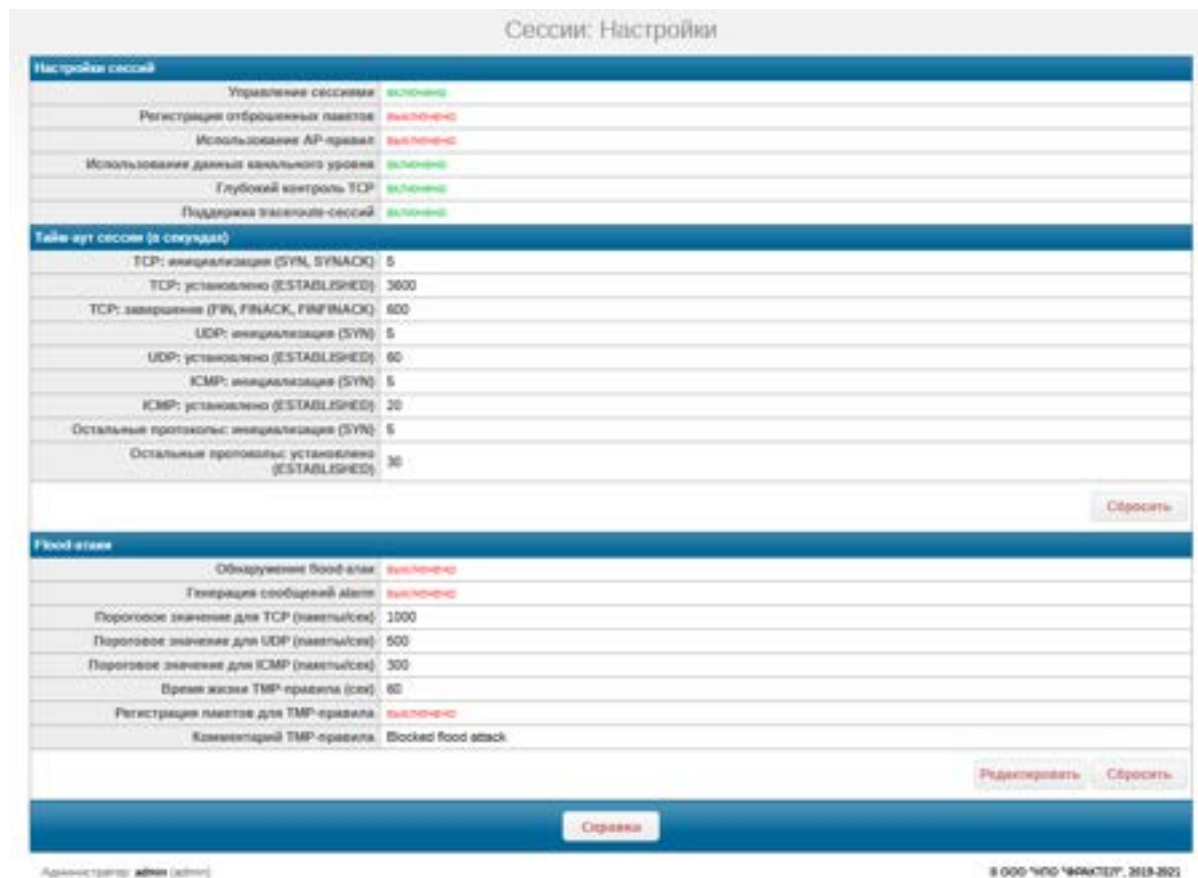 Сессии: Настройки
Настройки сессий
Управление сессиями включено
Регистрация отброшенных пакетов выключено
Использование AP-правил выключено
Использование данных канального уровня включено
Глубокий контроль TCP включено
Поддержка traceroute-сессий включено
Тайм-аут сессии (в секундах)
TCP: инициализация (SYN, SYNACK) 5
TCP: установлено (ESTABLISHED) 3600
TCP: завершение (FIN, FINACK, FINFINACK) 600
UDP: инициализация (SYN) 5
UDP: установлено (ESTABLISHED) 60
ICMP: инициализация (SYN) 5
ICMP: установлено (ESTABLISHED) 20
Остальные протоколы: инициализация (SYN) 5
Остальные протоколы: установлено
(ESTABLISHED) 30
Сбросить
Flood-атаки
Обнаружение flood-атак выключено
Генерация сообщений alarm выключено
Пороговое значение для TCP (пакеты/сек) 1000
Пороговое значение для UDP (пакеты/сек) 500
Пороговое значение для ICMP (пакеты/сек) 300
Время жизни TMP-правила (сек) 60
Регистрация пакетов для TMP-правила выключено
Комментарий TMP-правила Blocked flood attack
Редактировать Сбросить
Справка
Администратор: admin (admin)
ООО "НПО "ФРАКТЕЛ", 2019-2021